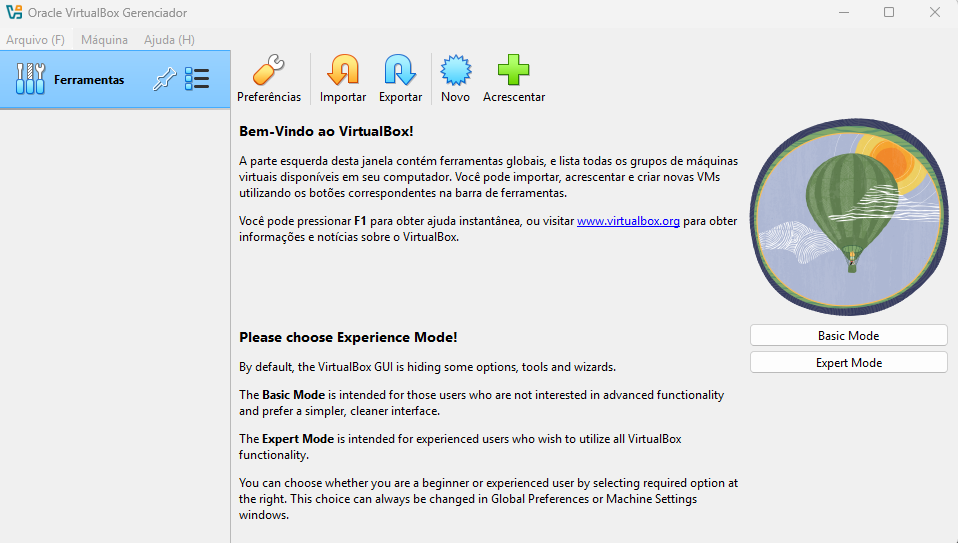 Oracle VirtualBox Gerenciador
Arquivo (F) Máquina Ajuda (H)
Ferramentas
Preferências Importar Exportar Novo Acrescentar
Bem-Vindo ao VirtualBox!
A parte esquerda desta janela contém ferramentas globais, e lista todas os grupos de máquinas
virtuais disponíveis em seu computador. Você pode importar, acrescentar e criar novas VMs
utilizando os botões correspondentes na barra de ferramentas.
Você pode pressionar F1 para obter ajuda instantânea, ou visitar www.virtualbox.org para obter
informações e notícias sobre o VirtualBox.
Please choose Experience Mode!
By default, the VirtualBox GUI is hiding some options, tools and wizards.
The Basic Mode is intended for those users who are not interested in advanced functionality
and prefer a simpler, cleaner interface.
The Expert Mode is intended for experienced users who wish to utilize all VirtualBox
functionality.
You can choose whether you are a beginner or experienced user by selecting required option at
the right. This choice can always be changed in Global Preferences or Machine Settings
windows.
Basic Mode
Expert Mode